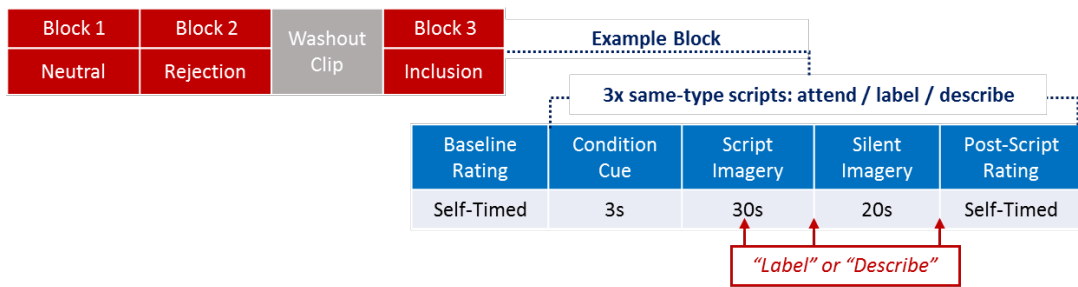 Block 1
Block 2
Washout
Clip
Block 3
Neutral
Rejection
Inclusion
Example Block
3x same-type scripts: attend / label / describe
Baseline
Rating
Condition
Cue
Script
Imagery
Silent
Imagery
Post-Script
Rating
Self-Timed
3s
30s
20s
Self-Timed
“Label” or “Describe”